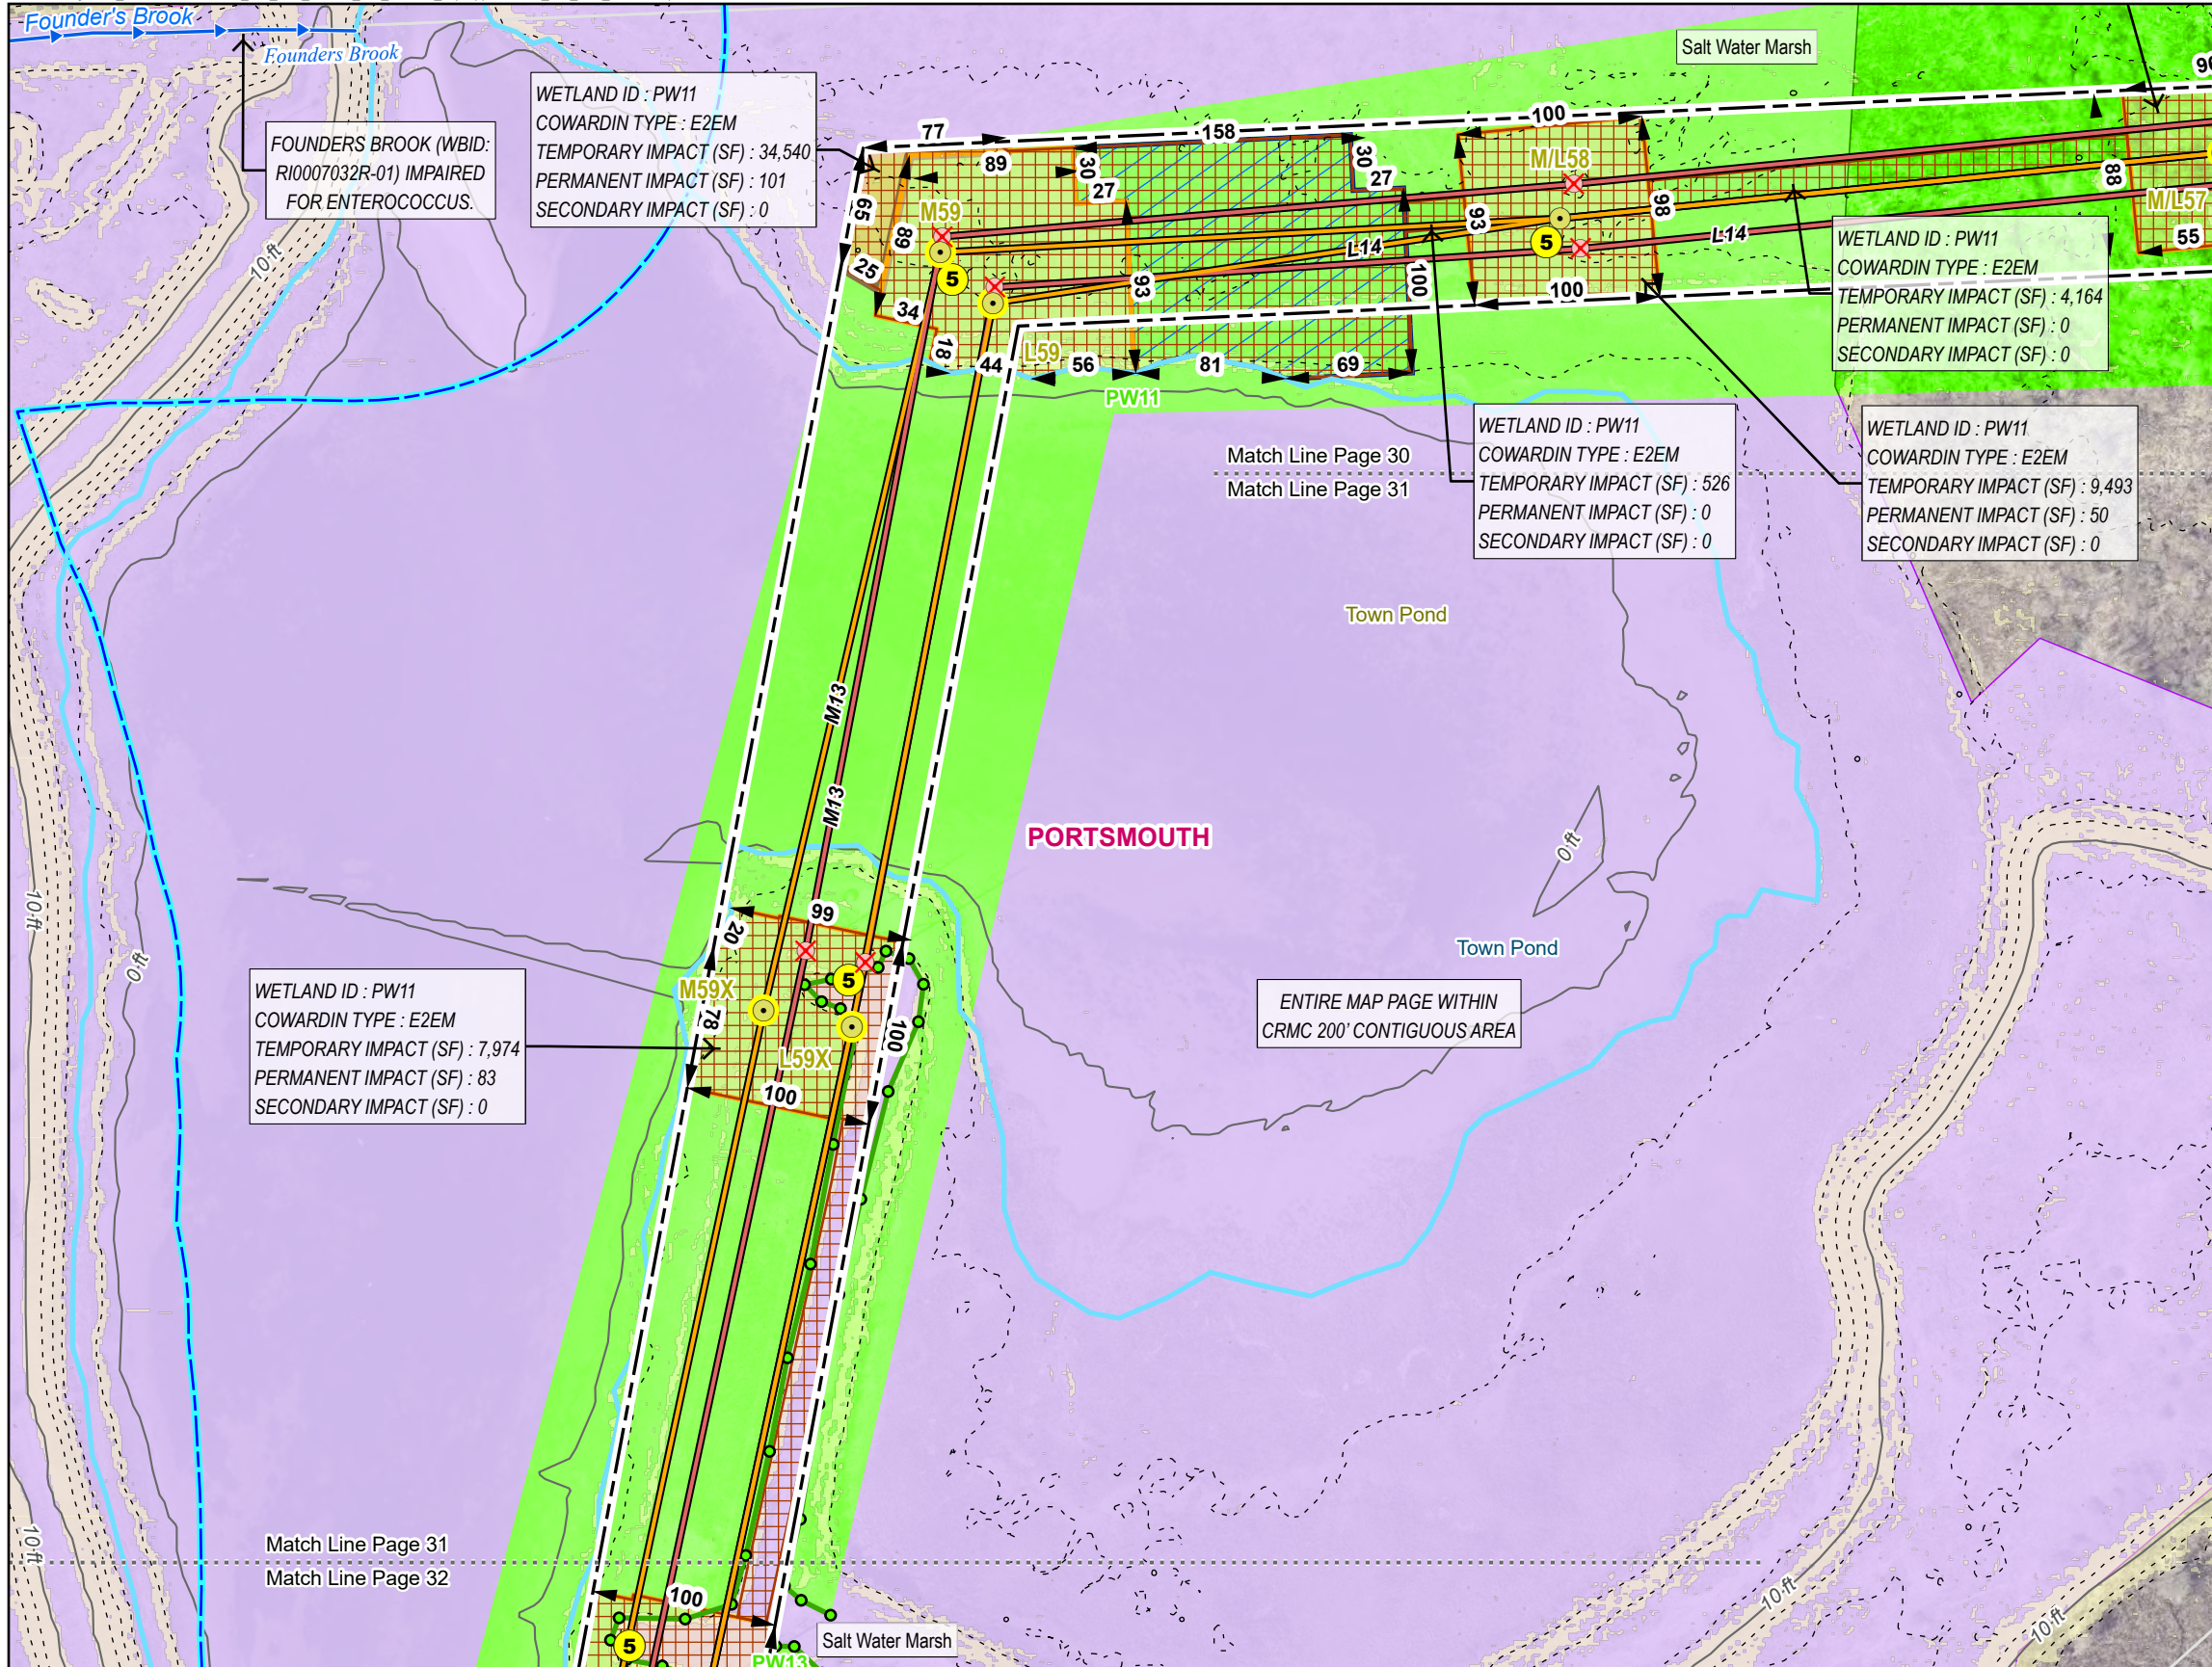 Founder's Brook
Founders Brook
Salt Water Marsh
WETLAND ID : PW11
COWARDIN TYPE : E2EM
TEMPORARY IMPACT (SF) : 34,540
PERMANENT IMPACT (SF) : 101
SECONDARY IMPACT (SF) : 0
FOUNDERS BROOK (WBID:
RI0007032R-01) IMPAIRED
FOR ENTEROCOCCUS.
77
158
100
89
30
30
27
27
M/L58
65
89
M59
93
98
88
M/L57
55
25
5
L14
5
L14
93
100
100
34
18
44
L59
56
81
69
PW11
10 ft
WETLAND ID : PW11
COWARDIN TYPE : E2EM
TEMPORARY IMPACT (SF) : 4,164
PERMANENT IMPACT (SF) : 0
SECONDARY IMPACT (SF) : 0
WETLAND ID : PW11
COWARDIN TYPE : E2EM
TEMPORARY IMPACT (SF) : 526
PERMANENT IMPACT (SF) : 0
SECONDARY IMPACT (SF) : 0
WETLAND ID : PW11
COWARDIN TYPE : E2EM
TEMPORARY IMPACT (SF) : 9,493
PERMANENT IMPACT (SF) : 50
SECONDARY IMPACT (SF) : 0
Match Line Page 30
Match Line Page 31
Town Pond
M13
M13
PORTSMOUTH
0 ft
10 ft
0 ft
99
20
Town Pond
M59X
78
5
L59X
100
100
WETLAND ID : PW11
COWARDIN TYPE : E2EM
TEMPORARY IMPACT (SF) : 7,974
PERMANENT IMPACT (SF) : 83
SECONDARY IMPACT (SF) : 0
ENTIRE MAP PAGE WITHIN
CRMC 200' CONTIGUOUS AREA
10 ft
Match Line Page 31
Match Line Page 32
100
5
Salt Water Marsh
PW13
10 ft
10 ft